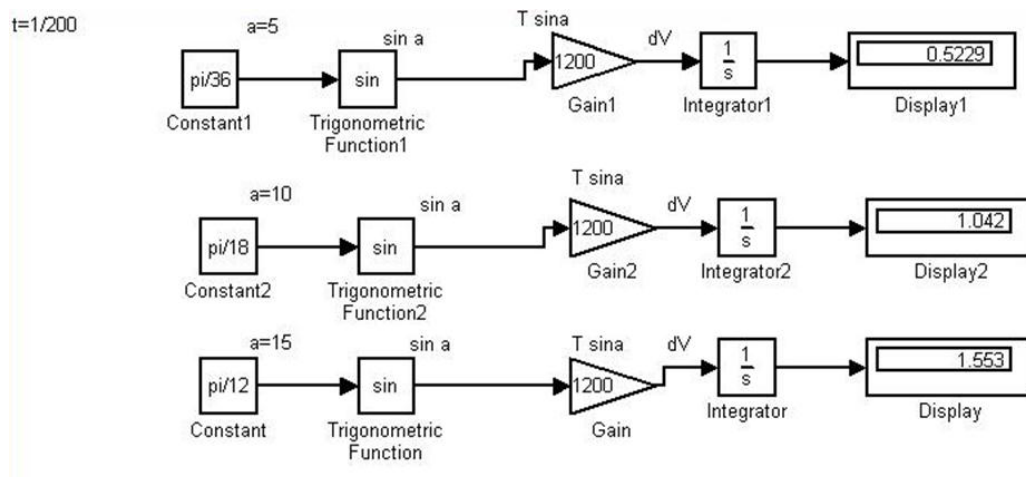 t=1/200
a=5
sin a
T sina
dV
pi/36
sin
1200
1
s
0.5229
Constant1
Trigonometric
Function1
Gain1
Integrator1
Display1
a=10
sin a
T sina
dV
pi/18
sin
1200
1
s
1.042
Constant2
Trigonometric
Function2
Gain2
Integrator2
Display2
a=15
sin a
T sina
dV
pi/12
sin
1200
1
s
1.553
Constant
Trigonometric
Function
Gain
Integrator
Display